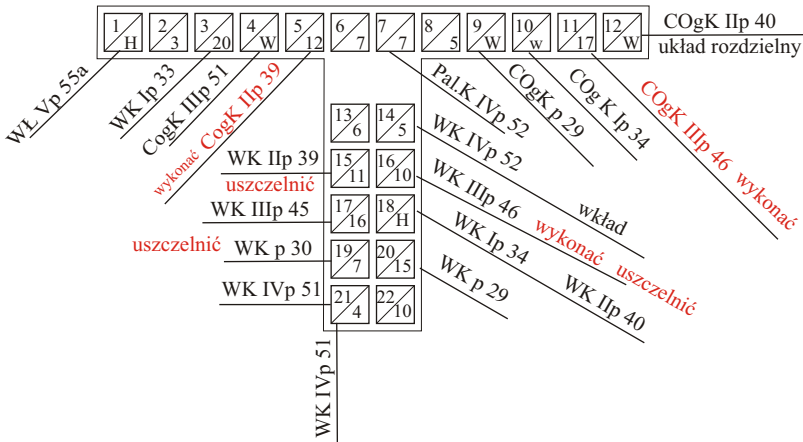 1 H 2 3 3 20 4 W 5 12 6 7 7 7 8 5 9 W 10 w 11 17 12 W
COgK IIp 40
układ rozdzielny
WŁ Vp 55a
WK Ip 33
CogK IIIp 51
wykonać CogK IIp 39
Pal.K IVp 52
COgK p 29
COg K Ip 34
COgK IIIp 46 wykonać
13 6 14 5
WK IVp 52
wkład
WK IIp 39
uszczelnić
15 11 16 10
WK IIIp 46 wykonać uszczelnić
WK IIIp 45
17 16 18 H
WK Ip 34
WK IIp 40
uszczelnić
WK p 30
19 7 20 15
WK p 29
WK IVp 51
21 4 22 10
WK IVp 51